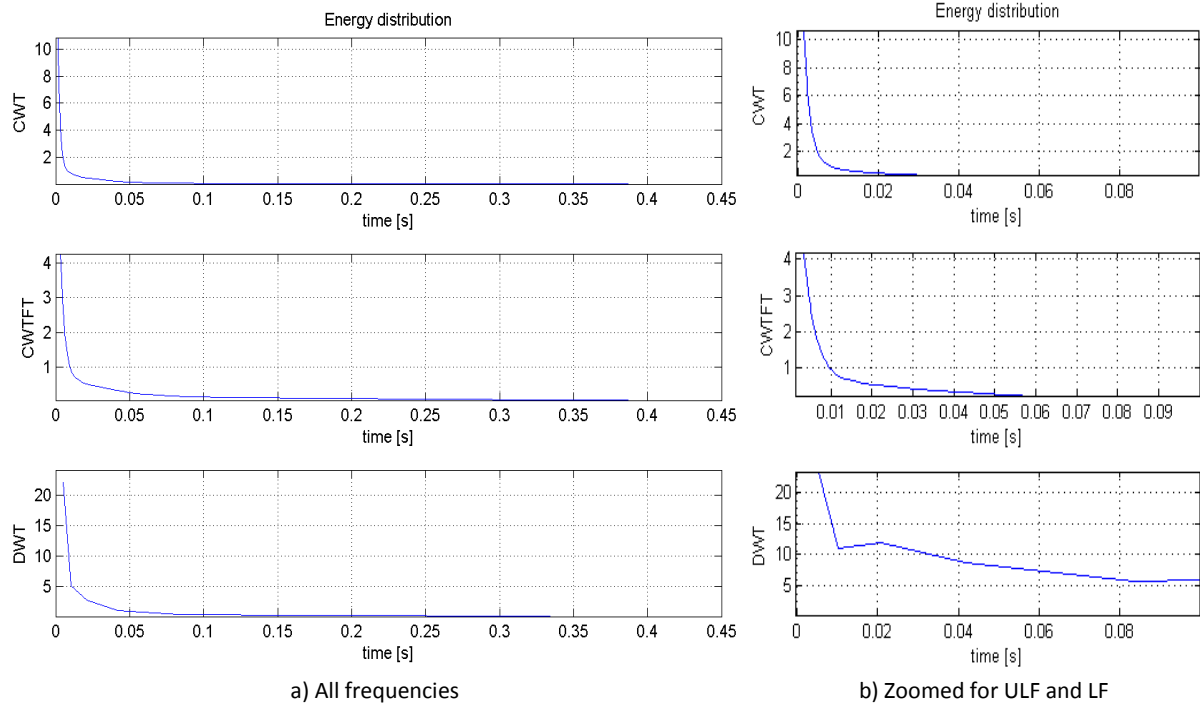 Energy distribution
CWT
10
8
6
4
2
0 0.05 0.1 0.15 0.2 0.25 0.3 0.35 0.4 0.45
time [s]
CWTFT
4
3
2
1
0 0.05 0.1 0.15 0.2 0.25 0.3 0.35 0.4 0.45
time [s]
DWT
20
15
10
5
0 0.05 0.1 0.15 0.2 0.25 0.3 0.35 0.4 0.45
time [s]
a) All frequencies
Energy distribution
CWT
10
8
6
4
2
0 0.02 0.04 0.06 0.08
time [s]
CWTFT
4
3
2
1
0.01 0.02 0.03 0.04 0.05 0.06 0.07 0.08 0.09
time [s]
DWT
20
15
10
5
0 0.02 0.04 0.06 0.08
time [s]
b) Zoomed for ULF and LF